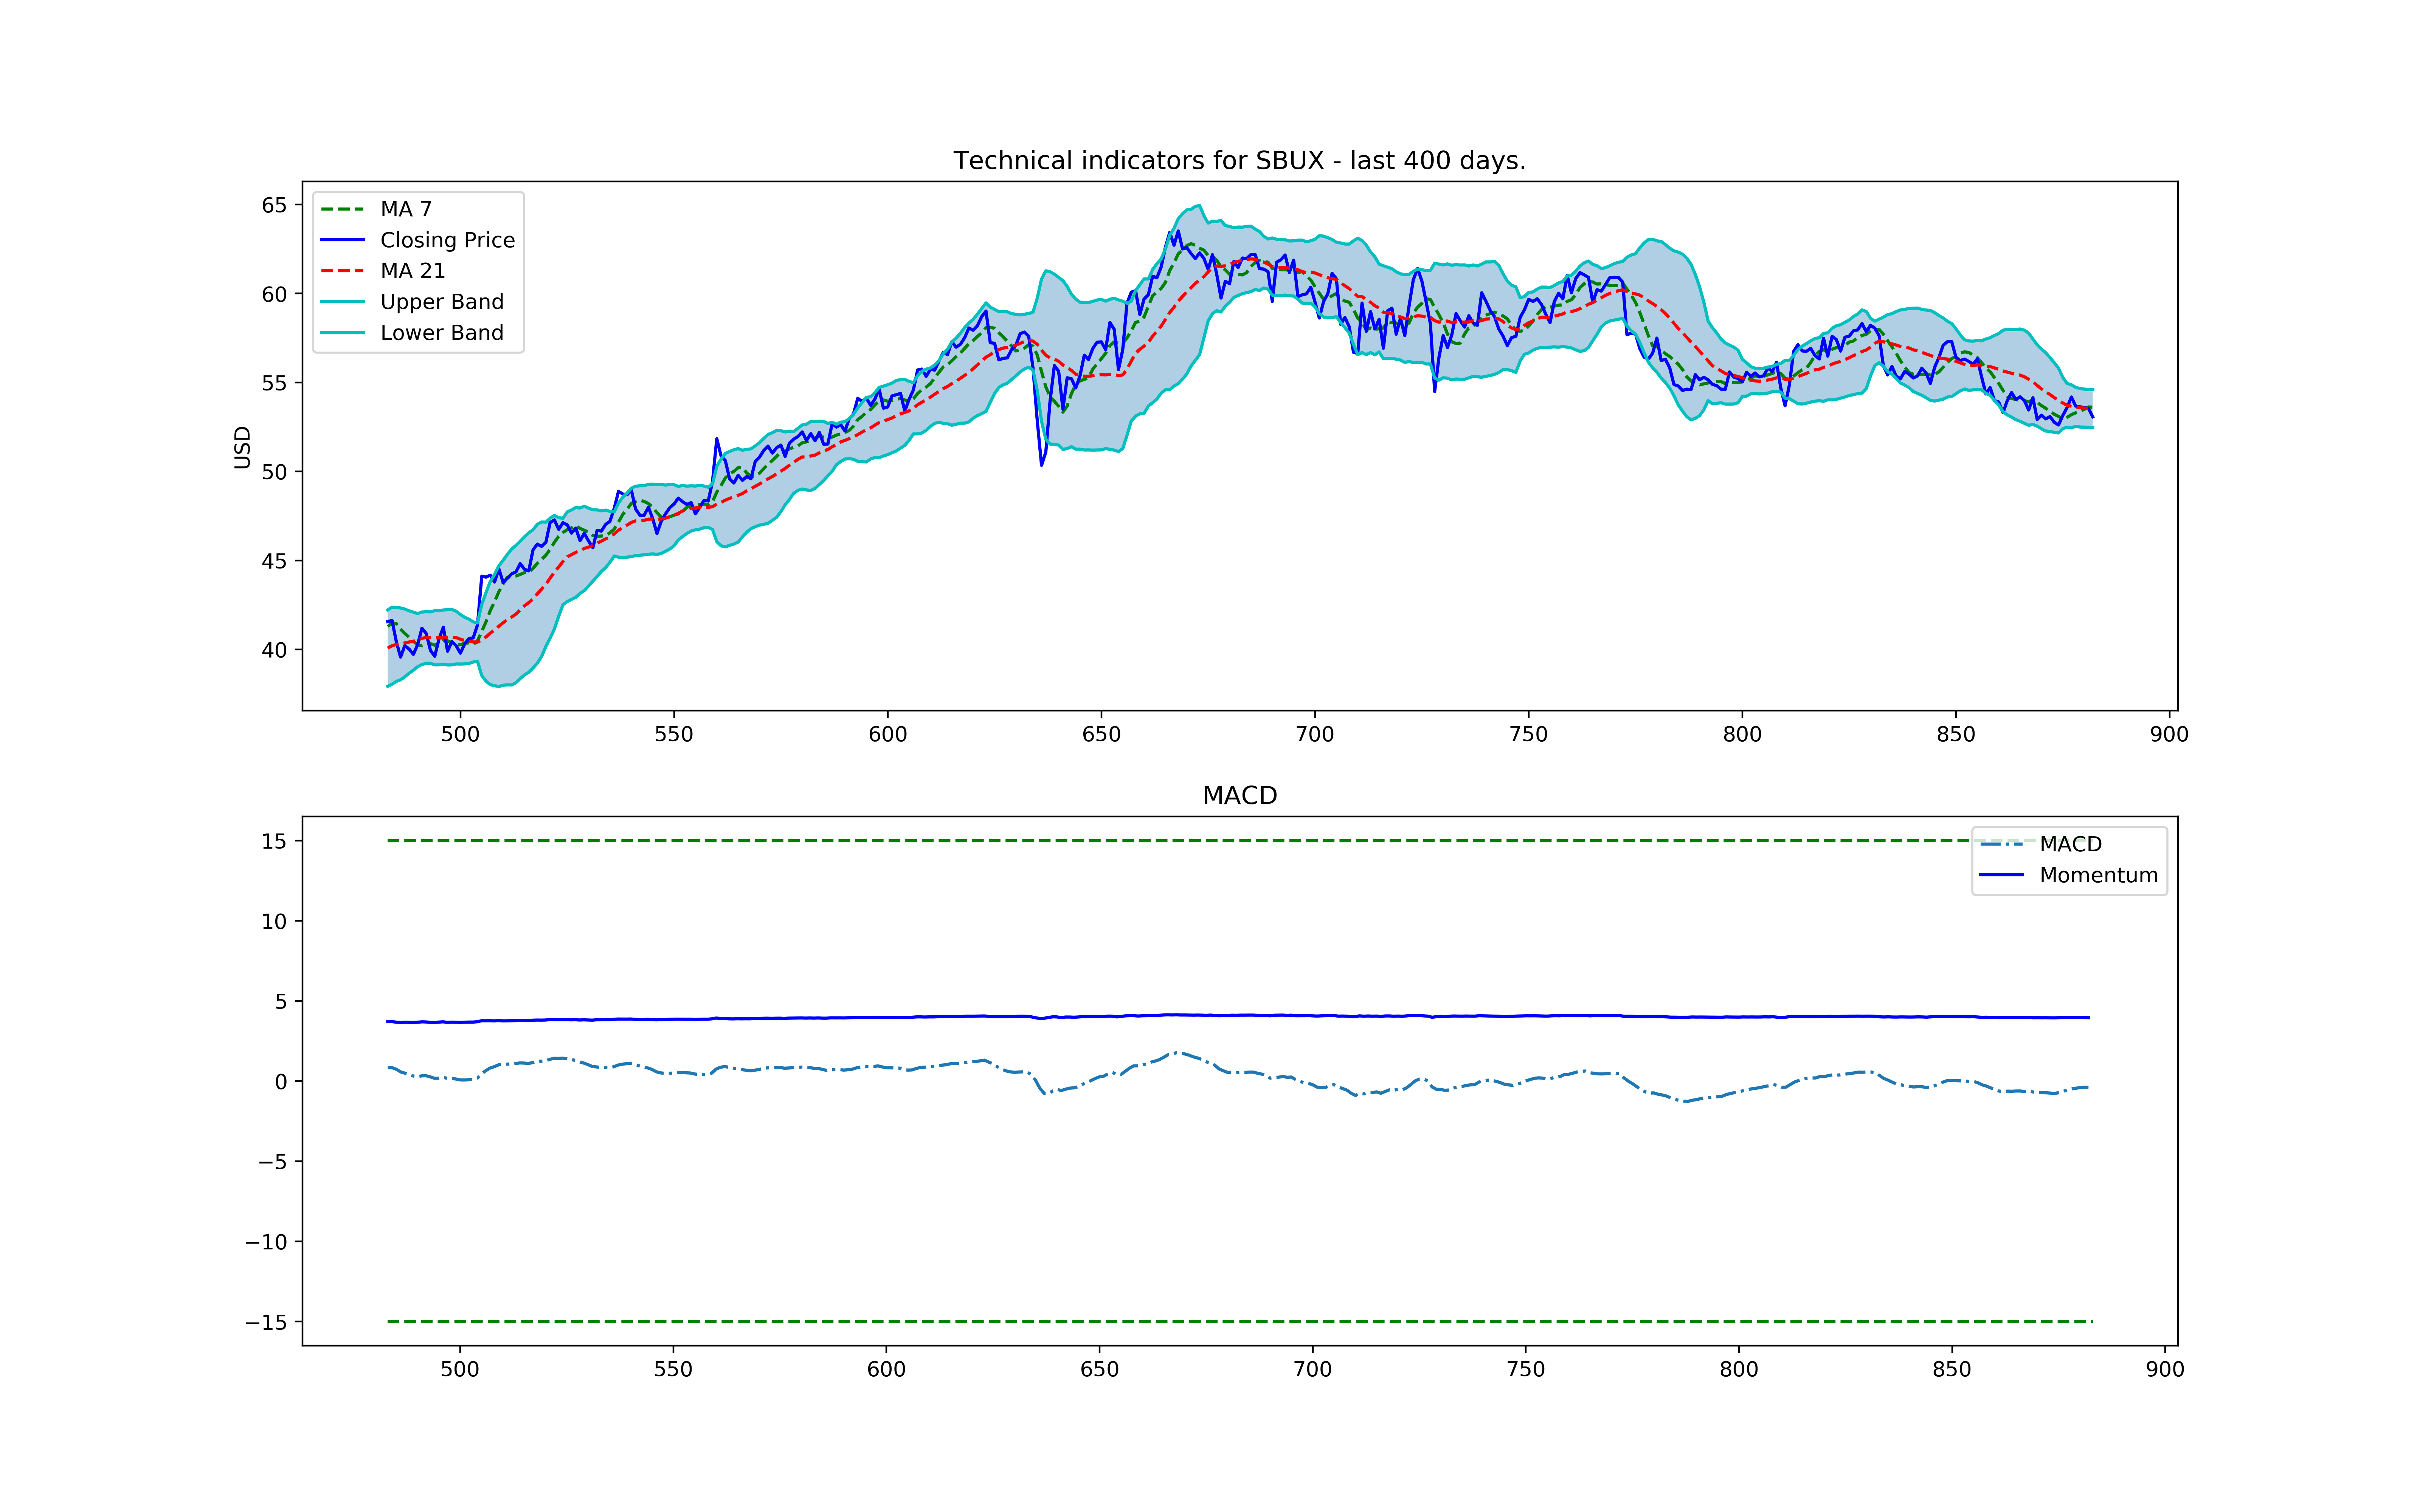 Technical indicators for SBUX - last 400 days.
MA 7
Closing Price
MA 21
Upper Band
Lower Band
USD
65
60
55
50
45
40
500 550 600 650 700 750 800 850 900
MACD
MACD
Momentum
15
10
5
0
−5
−10
−15
500 550 600 650 700 750 800 850 900